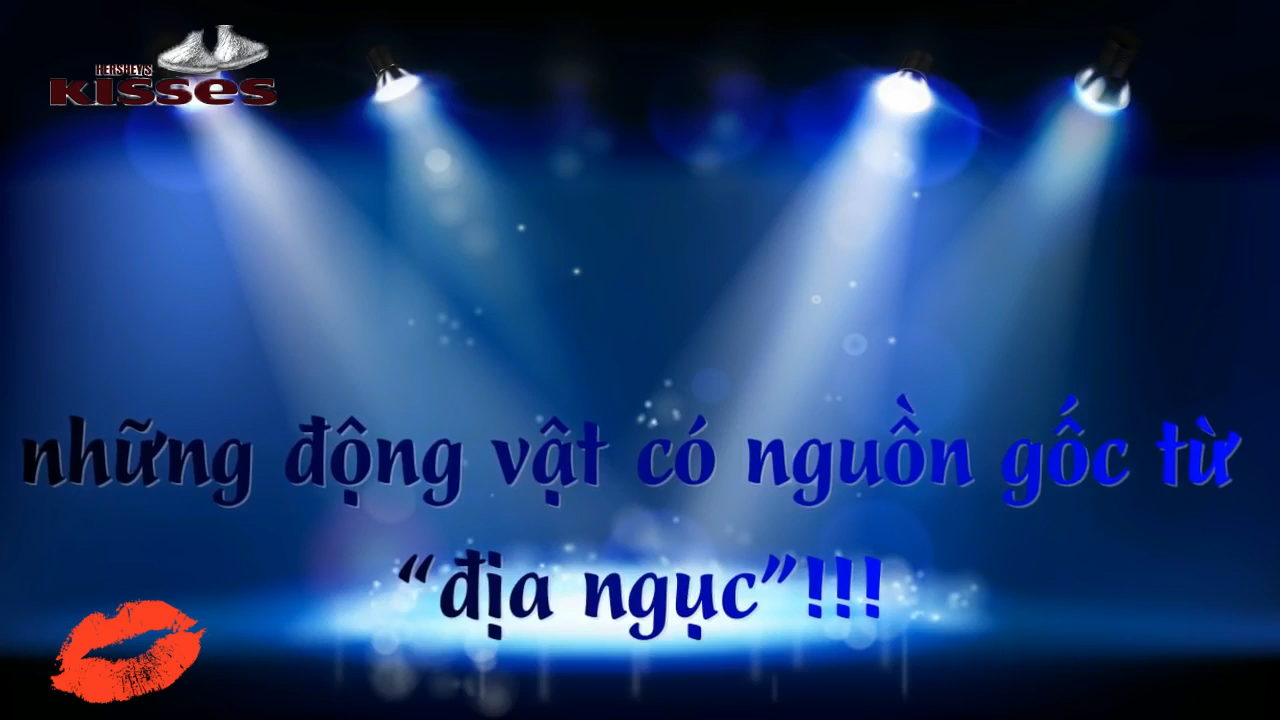 HERSHEY'S
KISSES
những động vật có nguồn gốc từ
“địa ngục”!!!